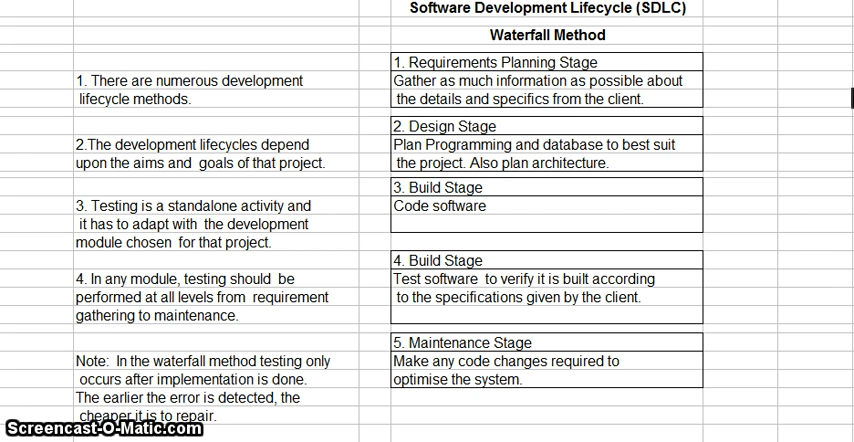 Software Development Lifecycle (SDLC)
Waterfall Method
1. There are numerous development
lifecycle methods.
2.The development lifecycles depend
upon the aims and goals of that project.
3. Testing is a standalone activity and
it has to adapt with the development
module chosen for that project.
4. In any module, testing should be
performed at all levels from requirement
gathering to maintenance.
Note: In the waterfall method testing only
occurs after implementation is done.
The earlier the error is detected, the
cheaper it is to repair.
1. Requirements Planning Stage
Gather as much information as possible about
the details and specifics from the client.
2. Design Stage
Plan Programming and database to best suit
the project. Also plan architecture.
3. Build Stage
Code software
4. Build Stage
Test software to verify it is built according
to the specifications given by the client.
5. Maintenance Stage
Make any code changes required to
optimise the system.
Screencast-O-Matic.com